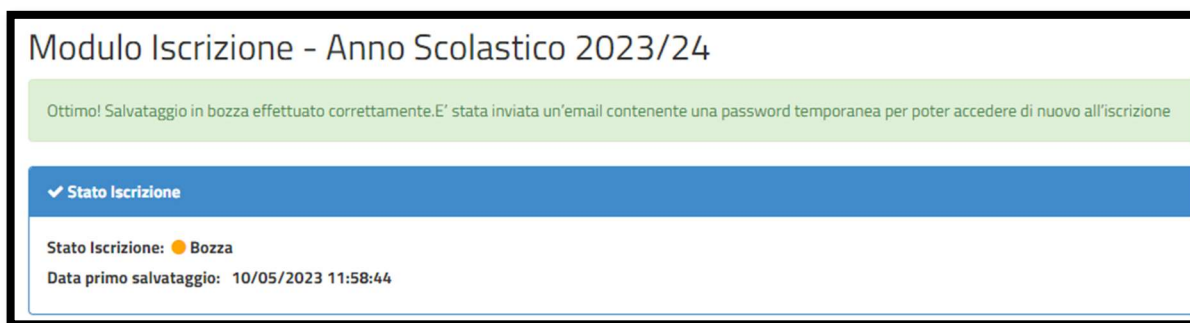 Modulo Iscrizione - Anno Scolastico 2023/24
Ottimo! Salvataggio in bozza effettuato correttamente.E' stata inviata un'email contenente una password temporanea per poter accedere di nuovo all'iscrizione
Stato Iscrizione
Stato Iscrizione: Bozza
Data primo salvataggio: 10/05/2023 11:58:44